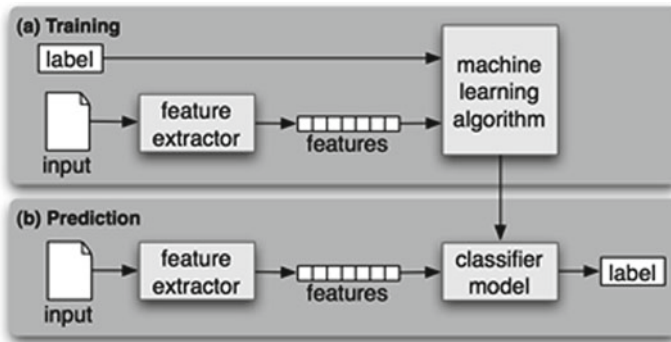 (a) Training
label
machine
learning
algorithm
feature
extractor
features
input
(b) Prediction
feature
extractor
features
classifier
model
label
input